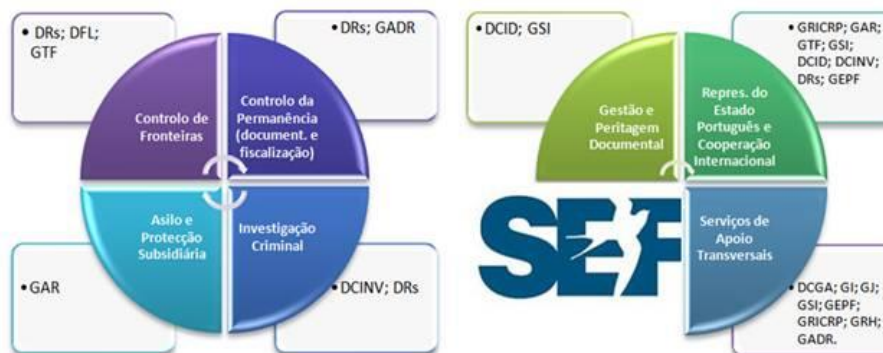 • DRs; DFL;
GTF
• DRs; GADR
Controlo de
Fronteiras
Controlo da
Permanência
(document. e
fiscalização)
Asilo e
Protecção
Subsidiária
Investigação
Criminal
• GAR
• DCINV; DRs
• DCID; GSI
• GRICRP; GAR;
GTF; GSI;
DCID; DCINV;
DRs; GEPF
Gestão e
Peritagem
Documental
Repres. do
Estado
Português e
Cooperação
Internacional
SEF
Serviços de
Apoio
Transversais
• DCGA; GI; GJ;
GSI; GEPF;
GRICRP; GRH;
GADR.